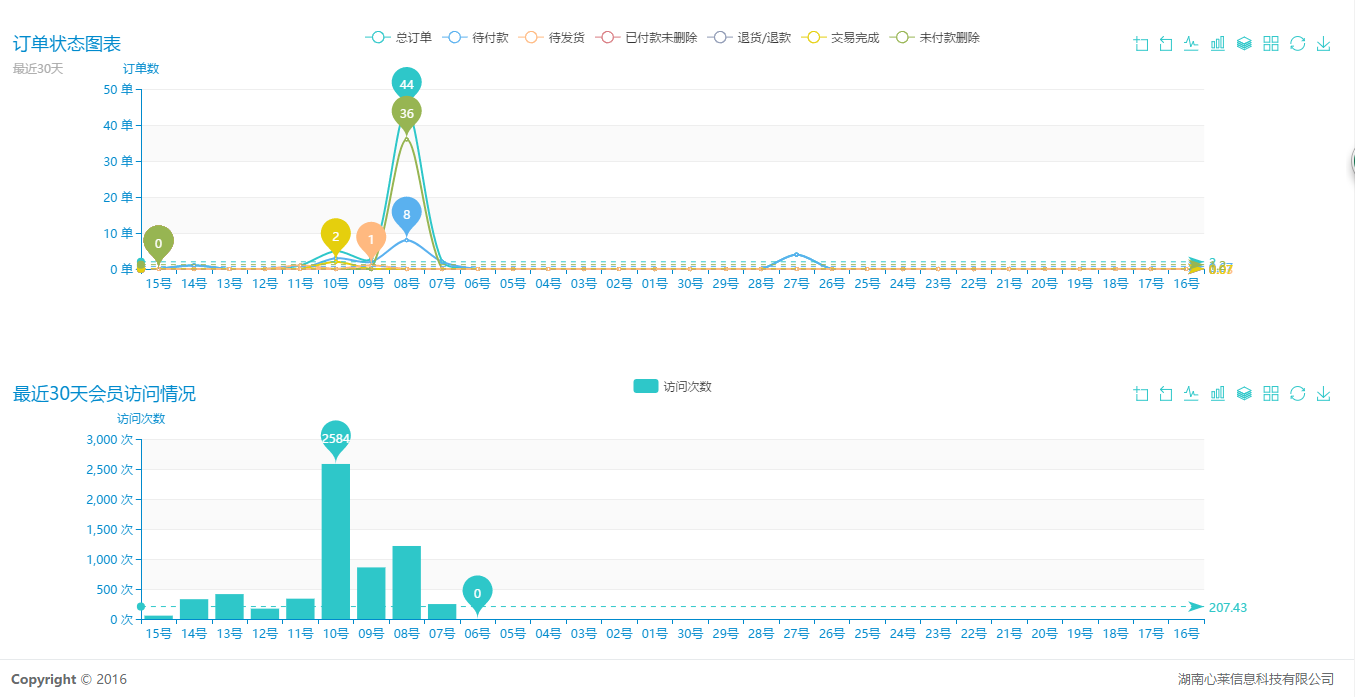 订单状态图表
最近30天
总订单 待付款 待发货 已付款未删除 退货/退款 交易完成 未付款删除
订单数
50 单
40 单
30 单
20 单
10 单
0 单
44
36
8
2
1
0
15号 14号 13号 12号 11号 10号 09号 08号 07号 06号 05号 04号 03号 02号 01号 30号 29号 28号 27号 26号 25号 24号 23号 22号 21号 20号 19号 18号 17号 16号
最近30天会员访问情况
访问次数
访问次数
3,000 次
2,500 次
2,000 次
1,500 次
1,000 次
500 次
0 次
2584
0
207.43
15号 14号 13号 12号 11号 10号 09号 08号 07号 06号 05号 04号 03号 02号 01号 30号 29号 28号 27号 26号 25号 24号 23号 22号 21号 20号 19号 18号 17号 16号
Copyright © 2016
湖南心莱信息科技有限公司